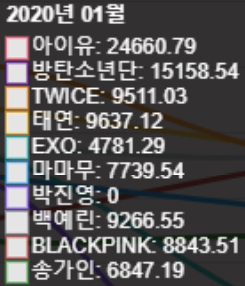 2020년 01월
아이유: 24660.79
방탄소년단: 15158.54
TWICE: 9511.03
태연: 9637.12
EXO: 4781.29
마마무: 7739.54
박진영: 0
백예린: 9266.55
BLACKPINK: 8843.51
송가인: 6847.19